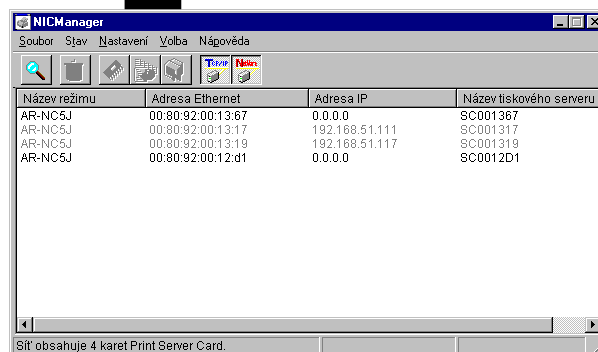 NICManager
Soubor Stav Nastavení Volba Nápověda
TCP/IP NetWare
Název režimu Adresa Ethernet Adresa IP Název tiskového serveru
AR-NC5J 00:80:92:00:13:67 0.0.0.0 SC001367
AR-NC5J 00:80:92:00:13:17 192.168.51.111 SC001317
AR-NC5J 00:80:92:00:13:19 192.168.51.117 SC001319
AR-NC5J 00:80:92:00:12:d1 0.0.0.0 SC0012D1
Síť obsahuje 4 karet Print Server Card.